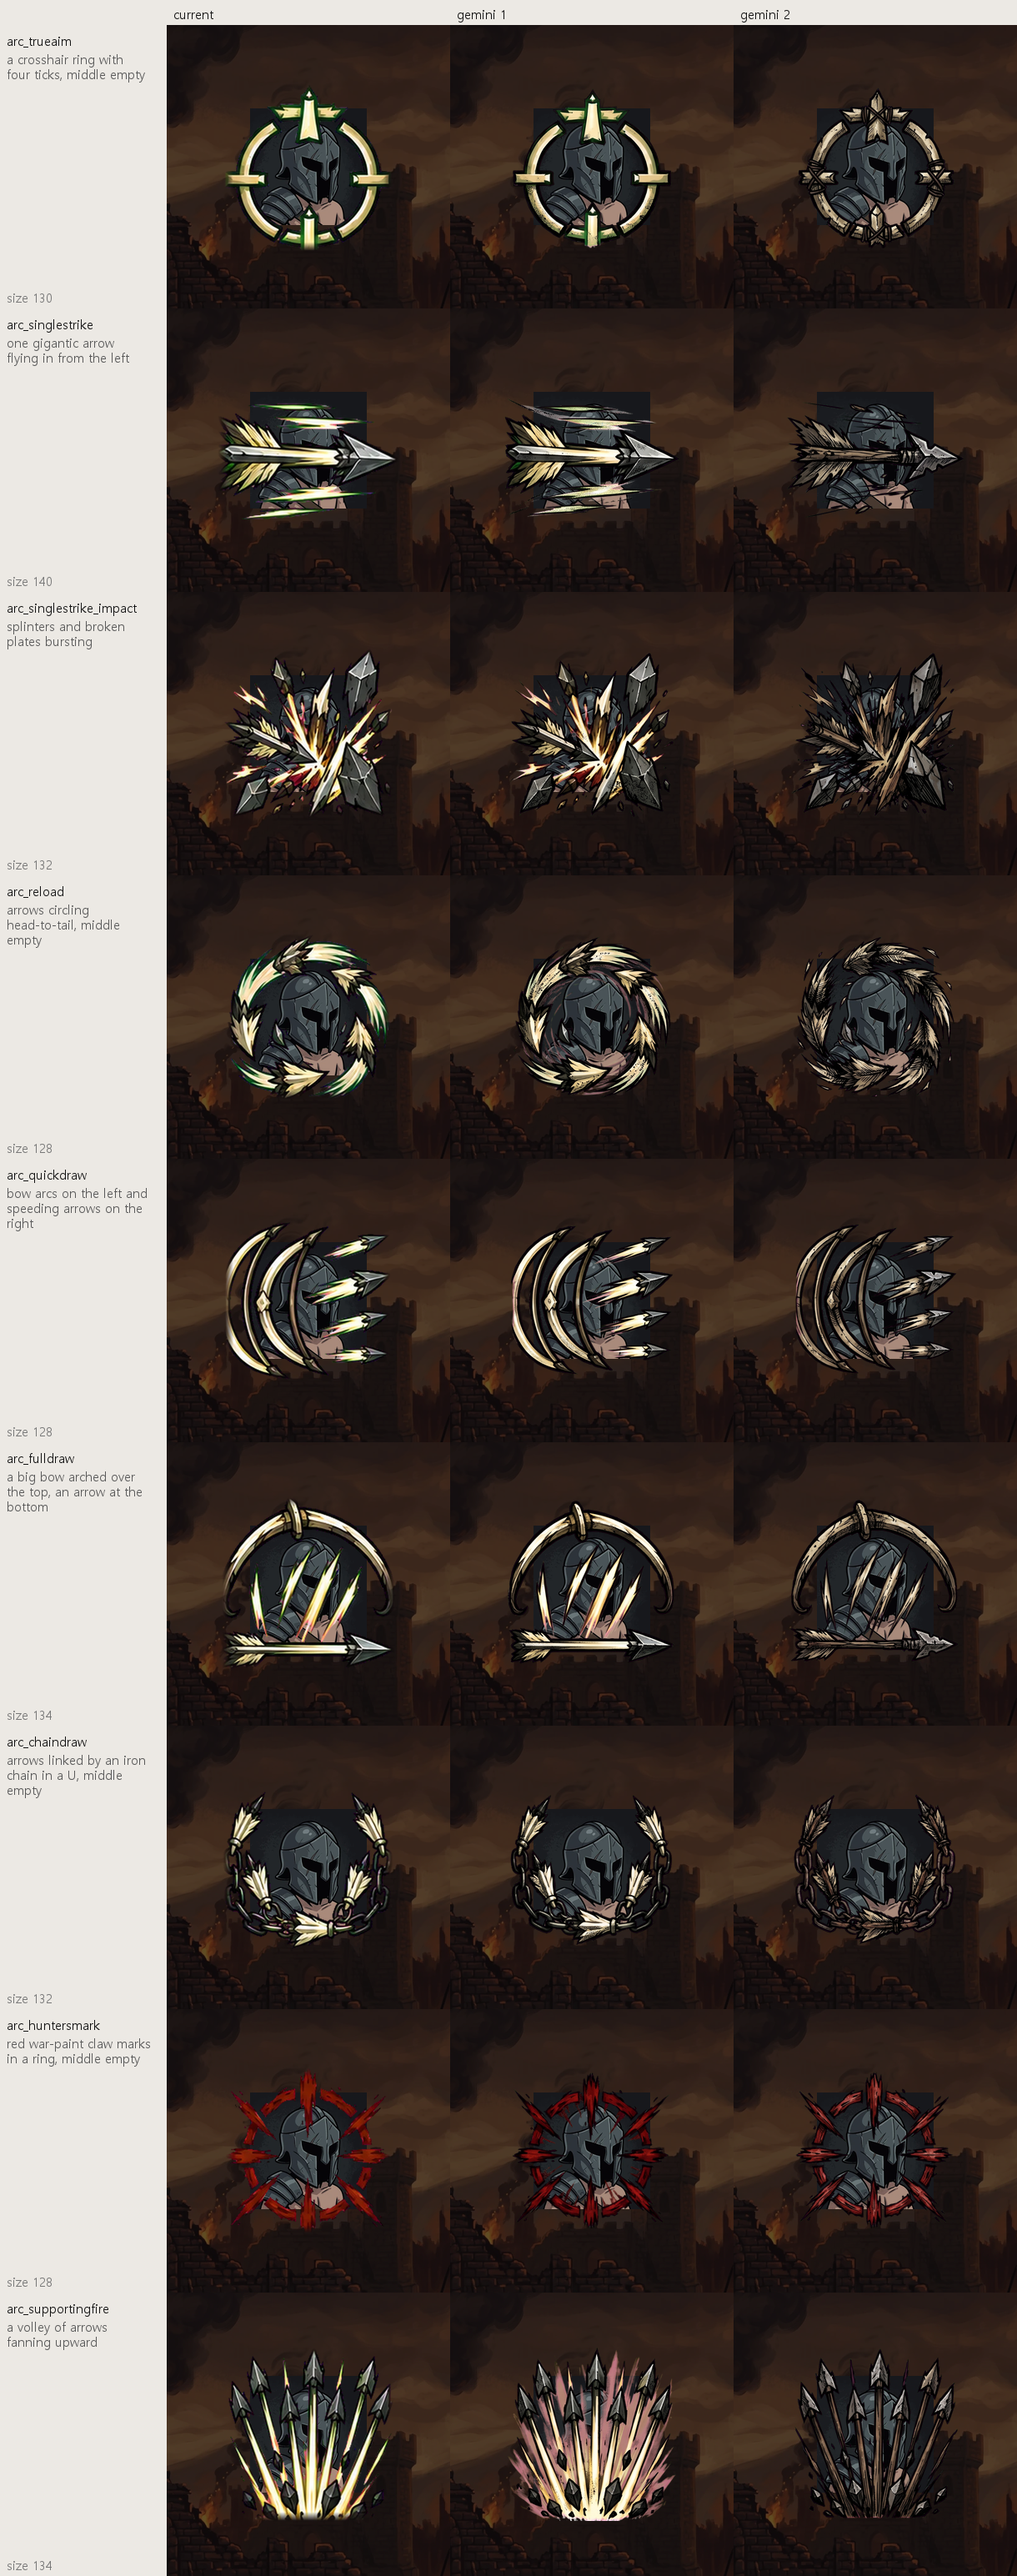 current
gemini 1
gemini 2
arc_trueaim
a crosshair ring with
four ticks, middle empty
size 130
arc_singlestrike
one gigantic arrow
flying in from the left
size 140
arc_singlestrike_impact
splinters and broken
plates bursting
size 132
arc_reload
arrows circling
head-to-tail, middle
empty
size 128
arc_quickdraw
bow arcs on the left and
speeding arrows on the
right
size 128
arc_fulldraw
a big bow arched over
the top, an arrow at the
bottom
size 134
arc_chaindraw
arrows linked by an iron
chain in a U, middle
empty
size 132
arc_huntersmark
red war-paint claw marks
in a ring, middle empty
size 128
arc_supportingfire
a volley of arrows
fanning upward
size 134